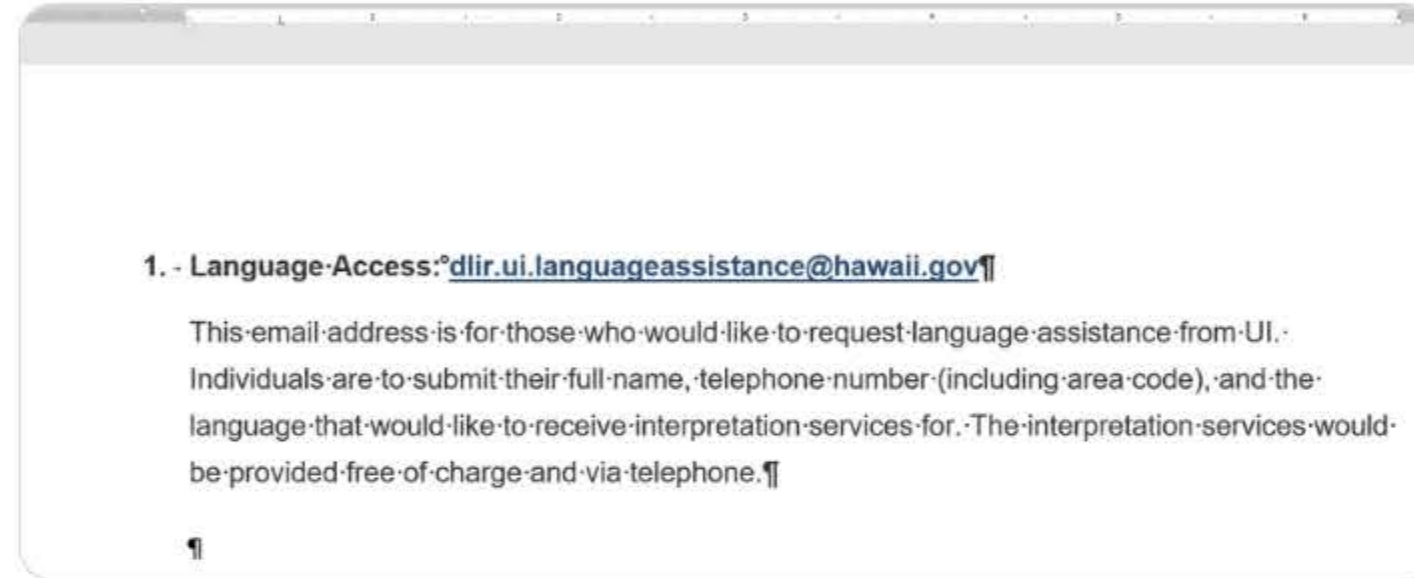 1. - Language Access: dlir.ui.languageassistance@hawaii.gov¶
This email address is for those who would like to request language assistance from UI.
Individuals are to submit their full name, telephone number (including area code), and the
language that would like to receive interpretation services for. The interpretation services would
be provided free of charge and via telephone.¶
¶